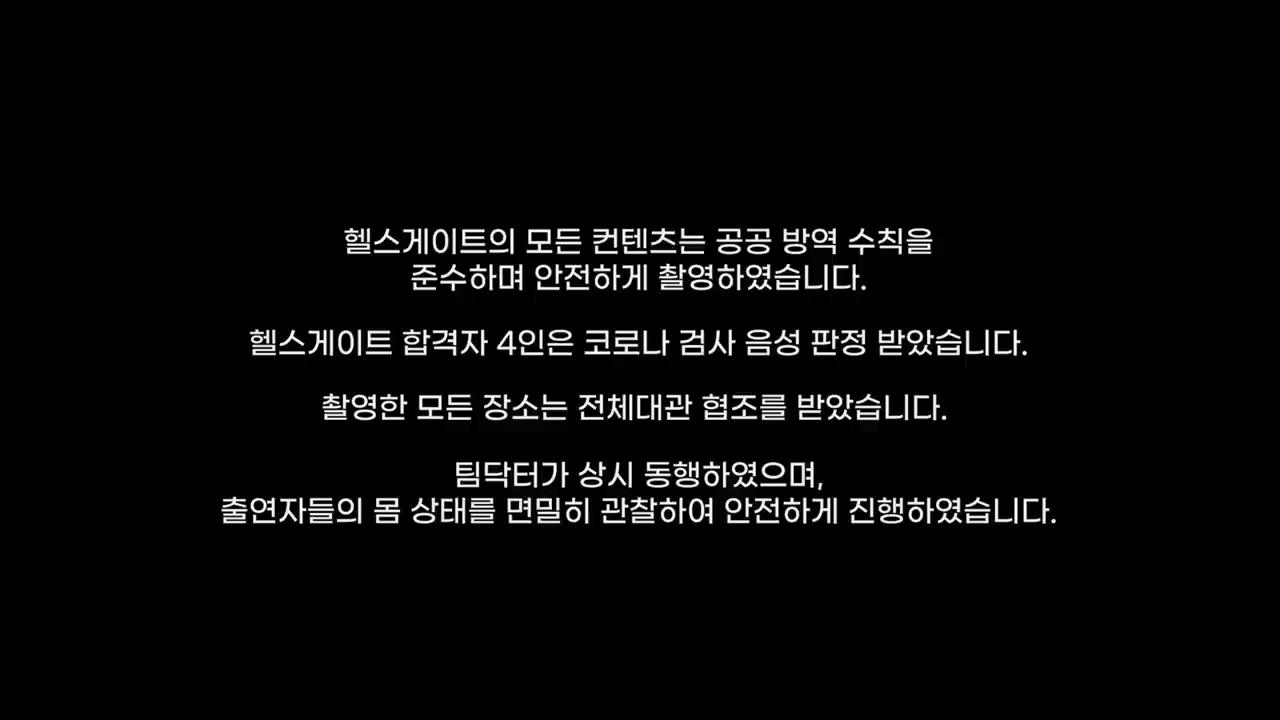 헬스게이트의 모든 컨텐츠는 공공 방역 수칙을
준수하며 안전하게 촬영하였습니다.
헬스게이트 합격자 4인은 코로나 검사 음성 판정 받았습니다.
촬영한 모든 장소는 전체대관 협조를 받았습니다.
팀닥터가 상시 동행하였으며,
출연자들의 몸 상태를 면밀히 관찰하여 안전하게 진행하였습니다.